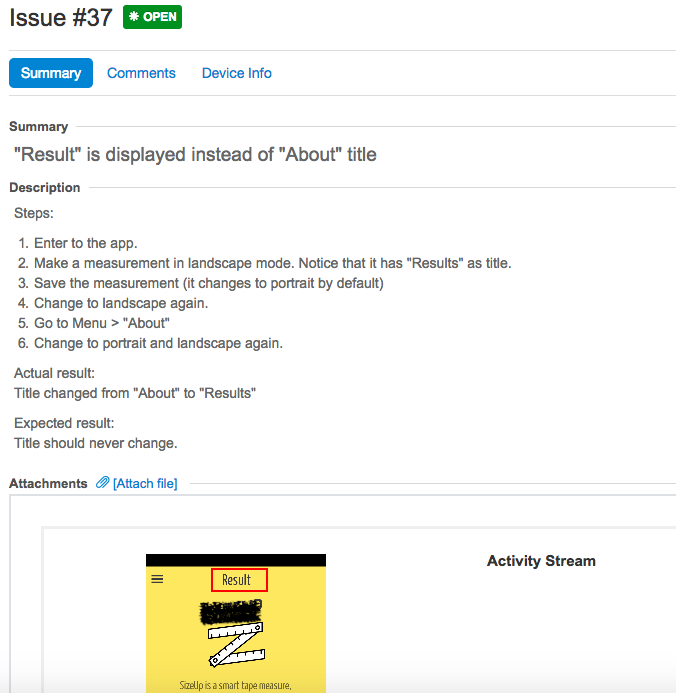 Issue #37 OPEN
Summary Comments Device Info
Summary
"Result" is displayed instead of "About" title
Description
Steps:
1. Enter to the app.
2. Make a measurement in landscape mode. Notice that it has "Results" as title.
3. Save the measurement (it changes to portrait by default)
4. Change to landscape again.
5. Go to Menu > "About"
6. Change to portrait and landscape again.
Actual result:
Title changed from "About" to "Results"
Expected result:
Title should never change.
Attachments [Attach file]
Activity Stream
Result
SizeUp is a smart tape measure,